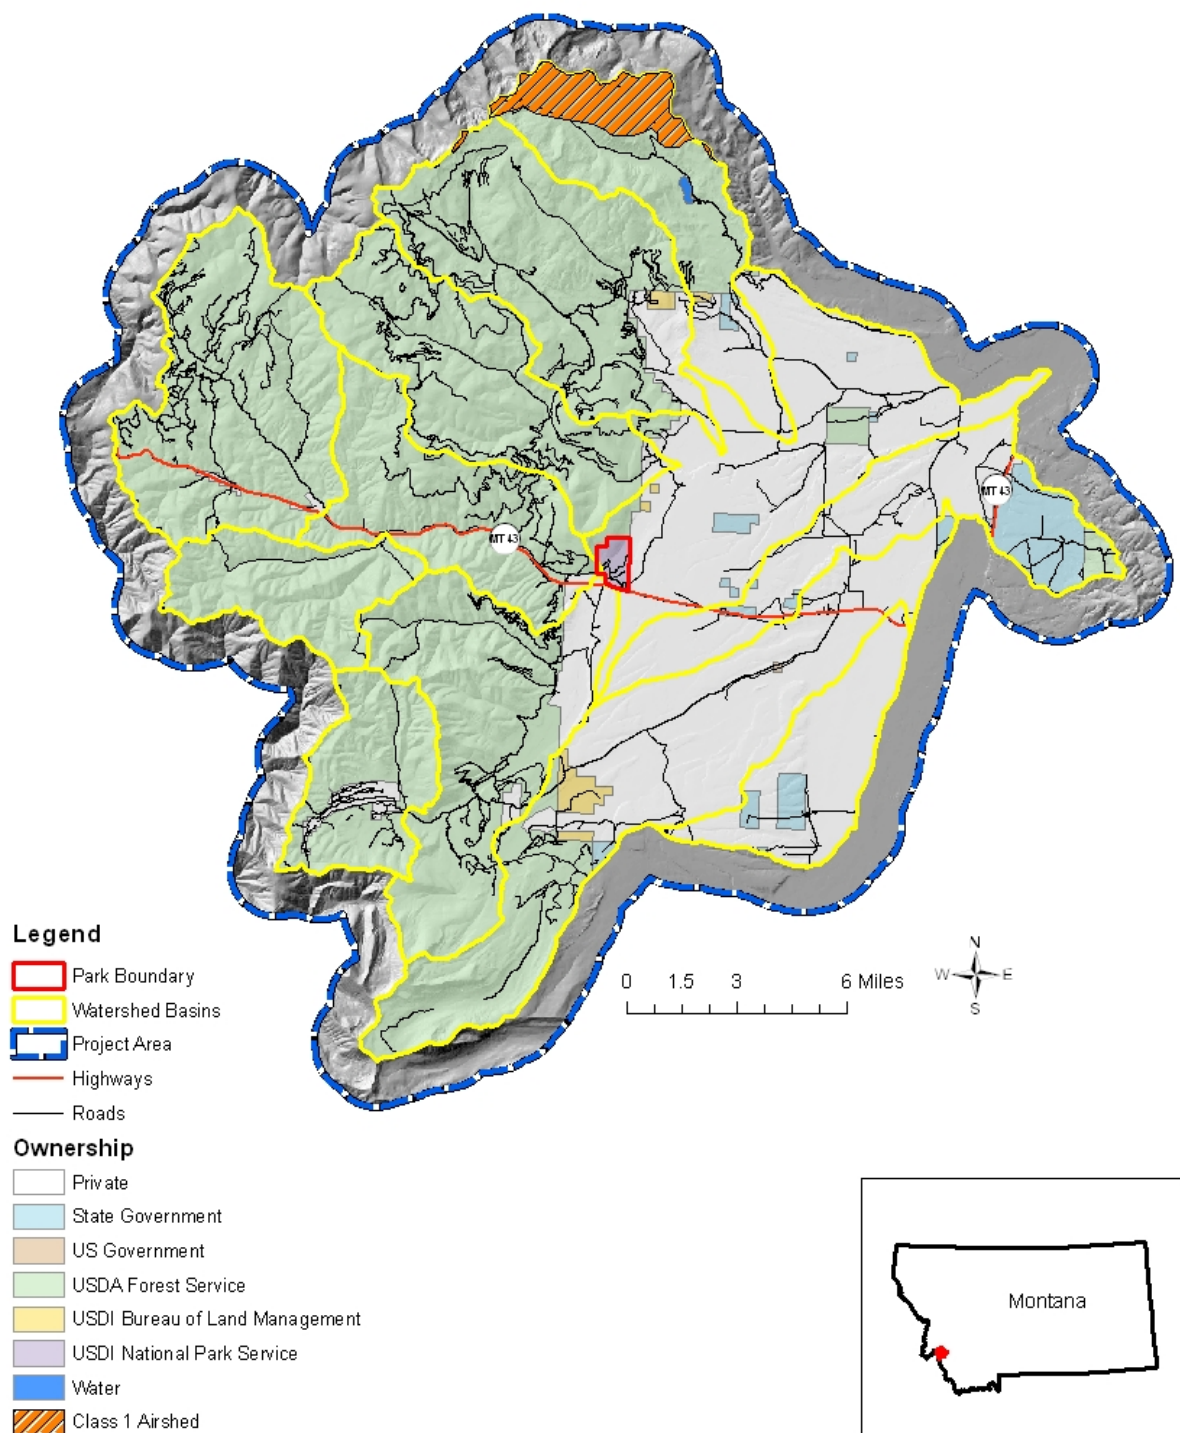 MT 43
MT 43
Legend
Park Boundary
Watershed Basins
Project Area
Highways
Roads
0 1.5 3 6 Miles
N
W E
S
Ownership
Private
State Government
US Government
USDA Forest Service
USDI Bureau of Land Management
USDI National Park Service
Water
Class 1 Airshed
Montana